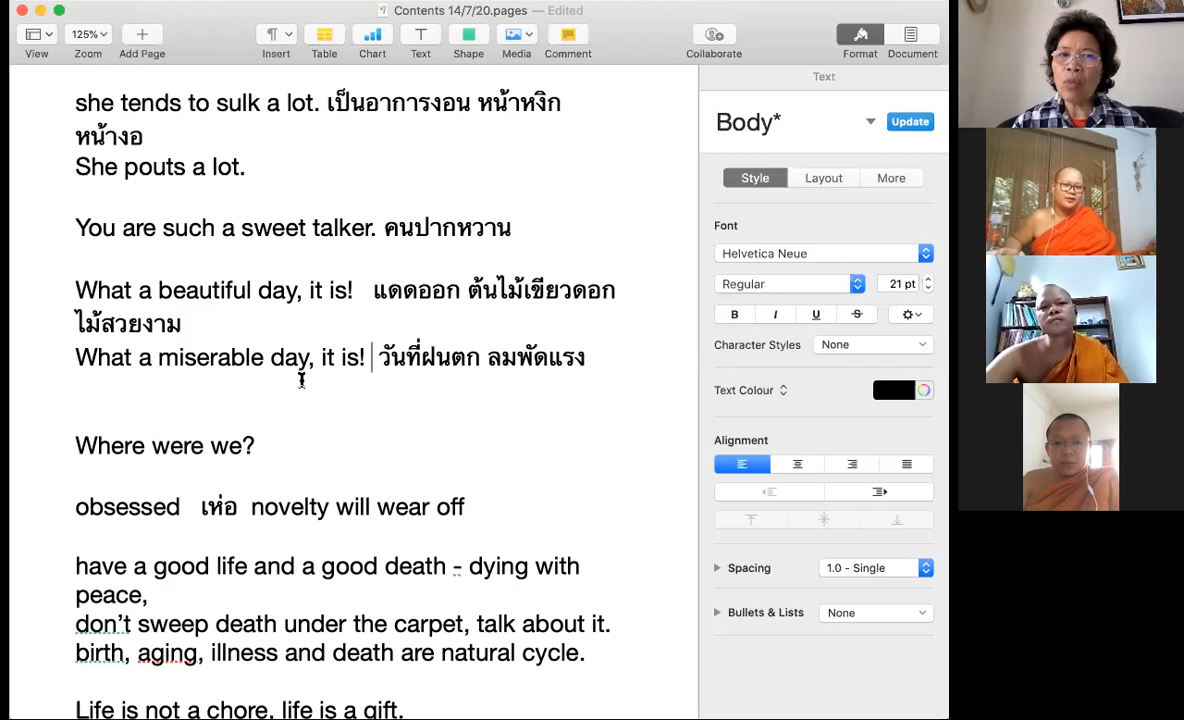 Contents 14/7/20.pages — Edited
125%
View
Zoom
Add Page
Insert
Table
Chart
Text
Shape
Media
Comment
Collaborate
Format
Document
she tends to sulk a lot. เป็นอาการงอน หน้าหงิก
หน้างอ
She pouts a lot.
You are such a sweet talker. คนปากหวาน
What a beautiful day, it is! แดดออก ต้นไม้เขียวดอก
ไม้สวยงาม
What a miserable day, it is! วันที่ฝนตก ลมพัดแรง
Where were we?
obsessed เห่อ novelty will wear off
have a good life and a good death - dying with
peace,
don’t sweep death under the carpet, talk about it.
birth, aging, illness and death are natural cycle.
Life is not a chore, life is a gift.
Text
Body*
Update
Style
Layout
More
Font
Helvetica Neue
Regular
21 pt
B I U S
Character Styles
None
Text Colour
Alignment
Spacing
1.0 - Single
Bullets & Lists
None